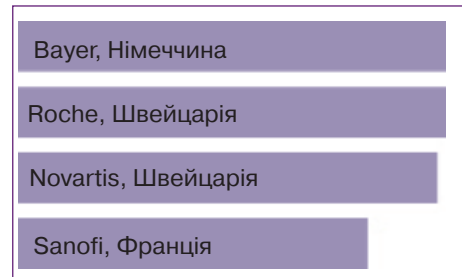 Bayer, Німеччина
Roche, Швейцарія
Novartis, Швейцарія
Sanofi, Франція